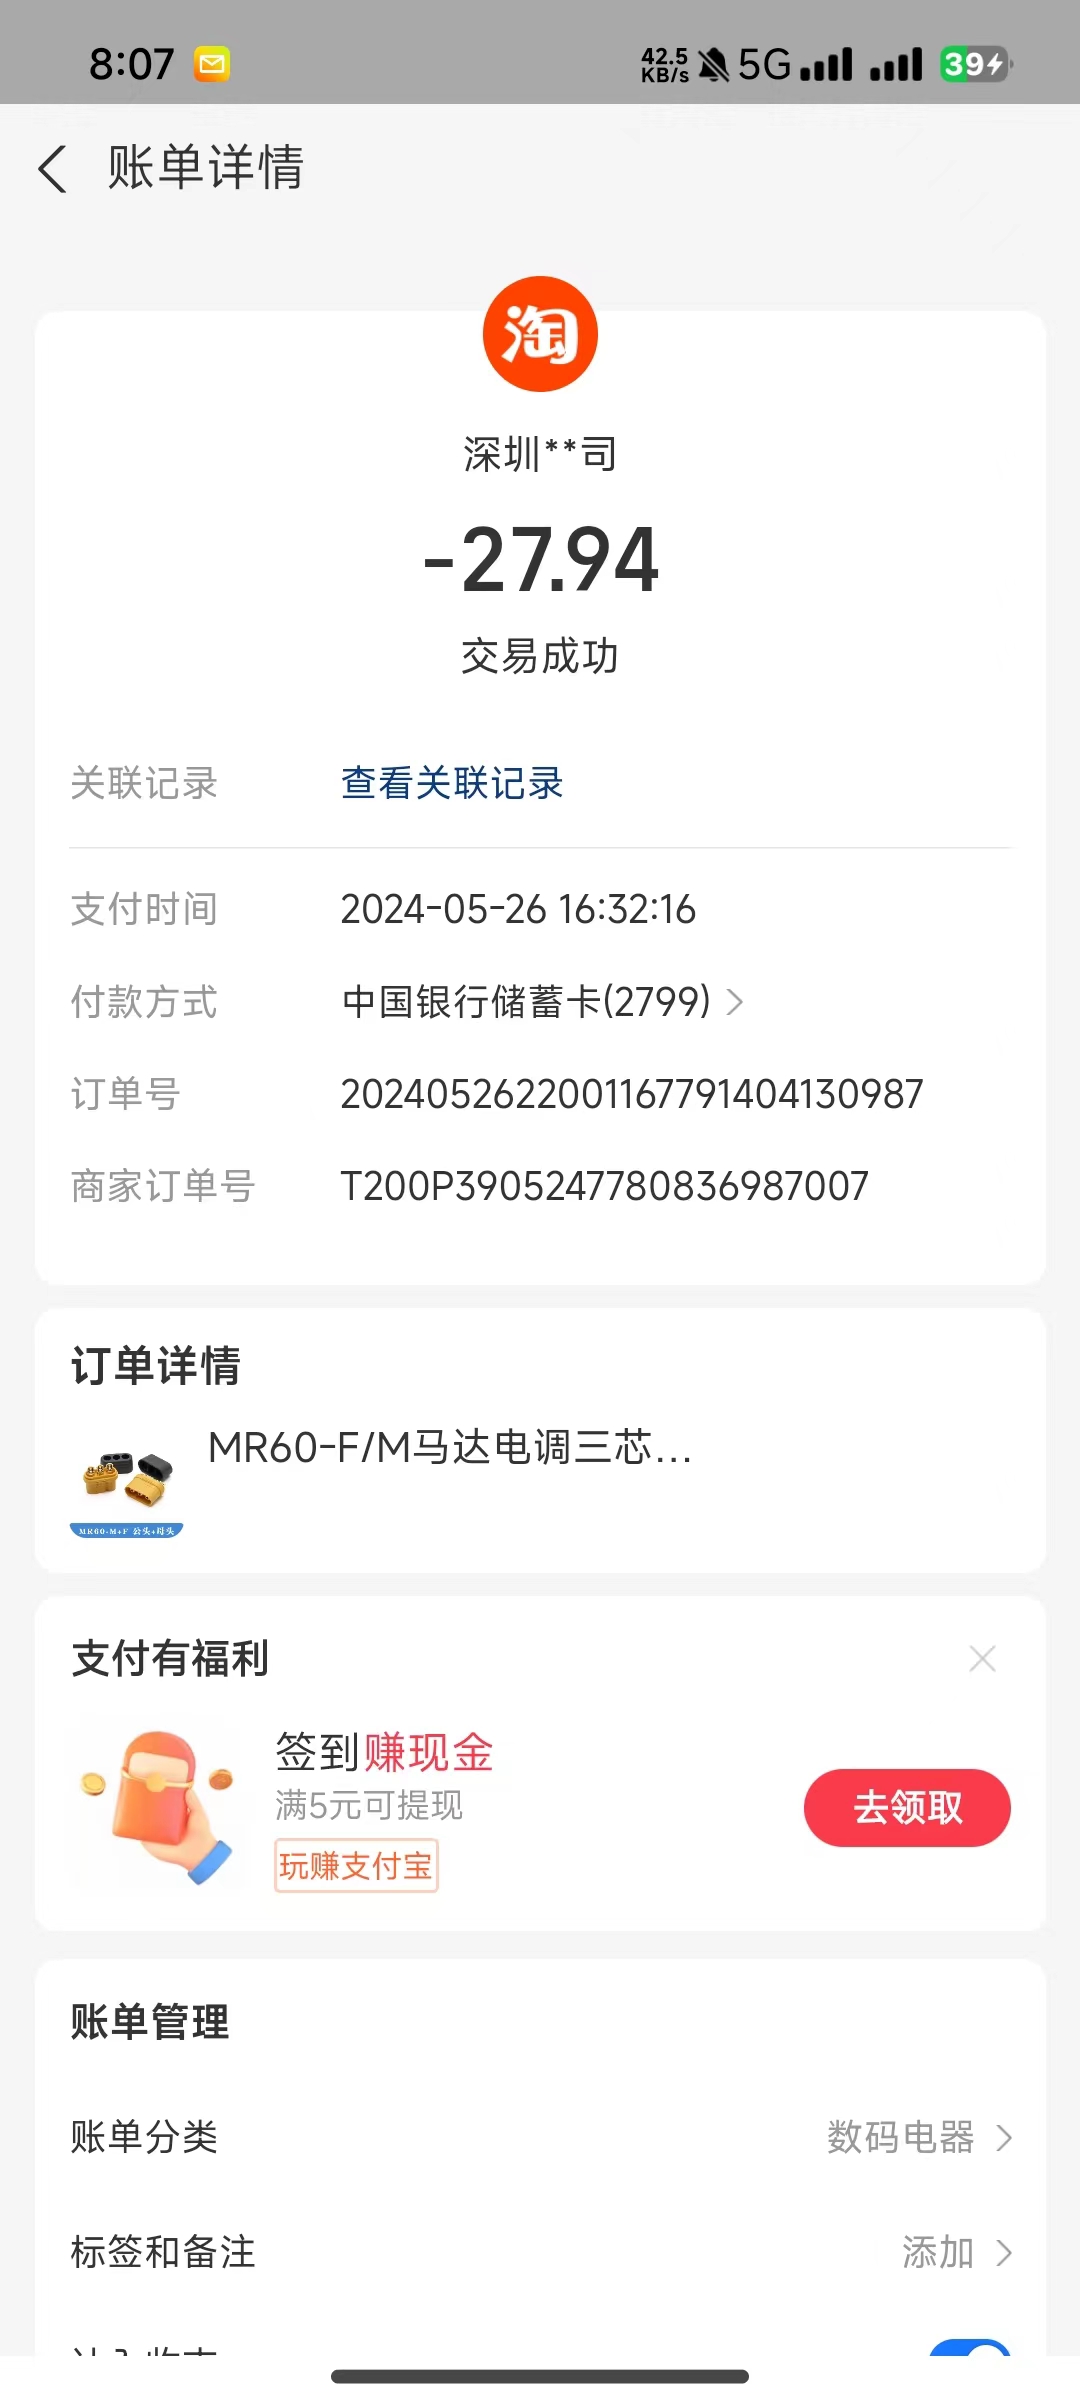 8:07
42.5
KB/s
5G
39
账单详情
淘
深圳**司
-27.94
交易成功
关联记录 查看关联记录
支付时间 2024-05-26 16:32:16
付款方式 中国银行储蓄卡(2799)
订单号 2024052622001167791404130987
商家订单号 T200P3905247780836987007
订单详情
MR60-F/M马达电调三芯...
MR60-M+F 公头+母头
支付有福利
签到赚现金
满5元可提现
玩赚支付宝
去领取
账单管理
账单分类 数码电器
标签和备注 添加